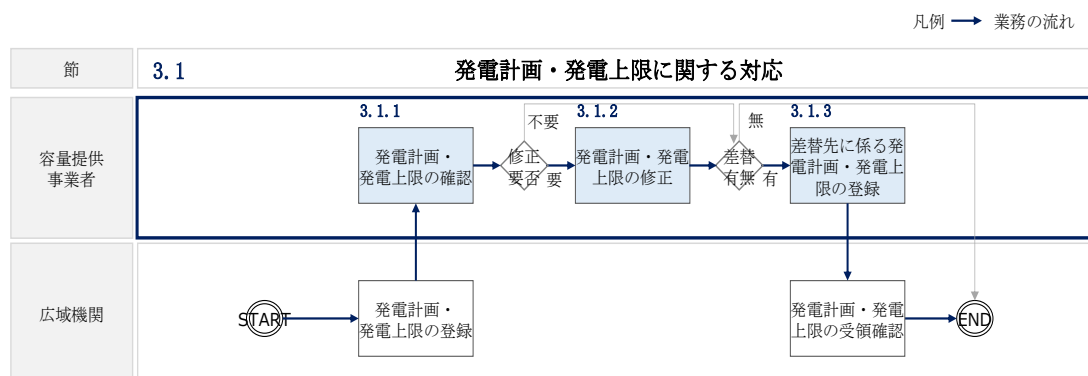 凡例 業務の流れ
節
3.1 発電計画・発電上限に関する対応
容量提供
事業者
3.1.1
発電計画・
発電上限の確認
修正
要否
不要
要
3.1.2
発電計画・発電
上限の修正
差替
有無
無
有
3.1.3
差替先に係る発
電計画・発電上
限の登録
広域機関
START
発電計画・
発電上限の登録
発電計画・発電
上限の受領確認
END